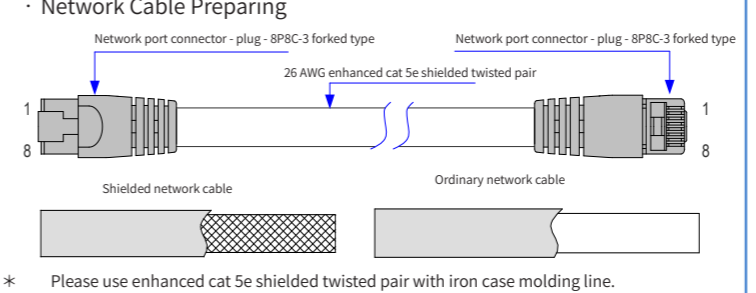 · Network Cable Preparing
Network port connector - plug - 8P8C-3 forked type
Network port connector - plug - 8P8C-3 forked type
26 AWG enhanced cat 5e shielded twisted pair
1
1
8
8
Shielded network cable
Ordinary network cable
* Please use enhanced cat 5e shielded twisted pair with iron case molding line.